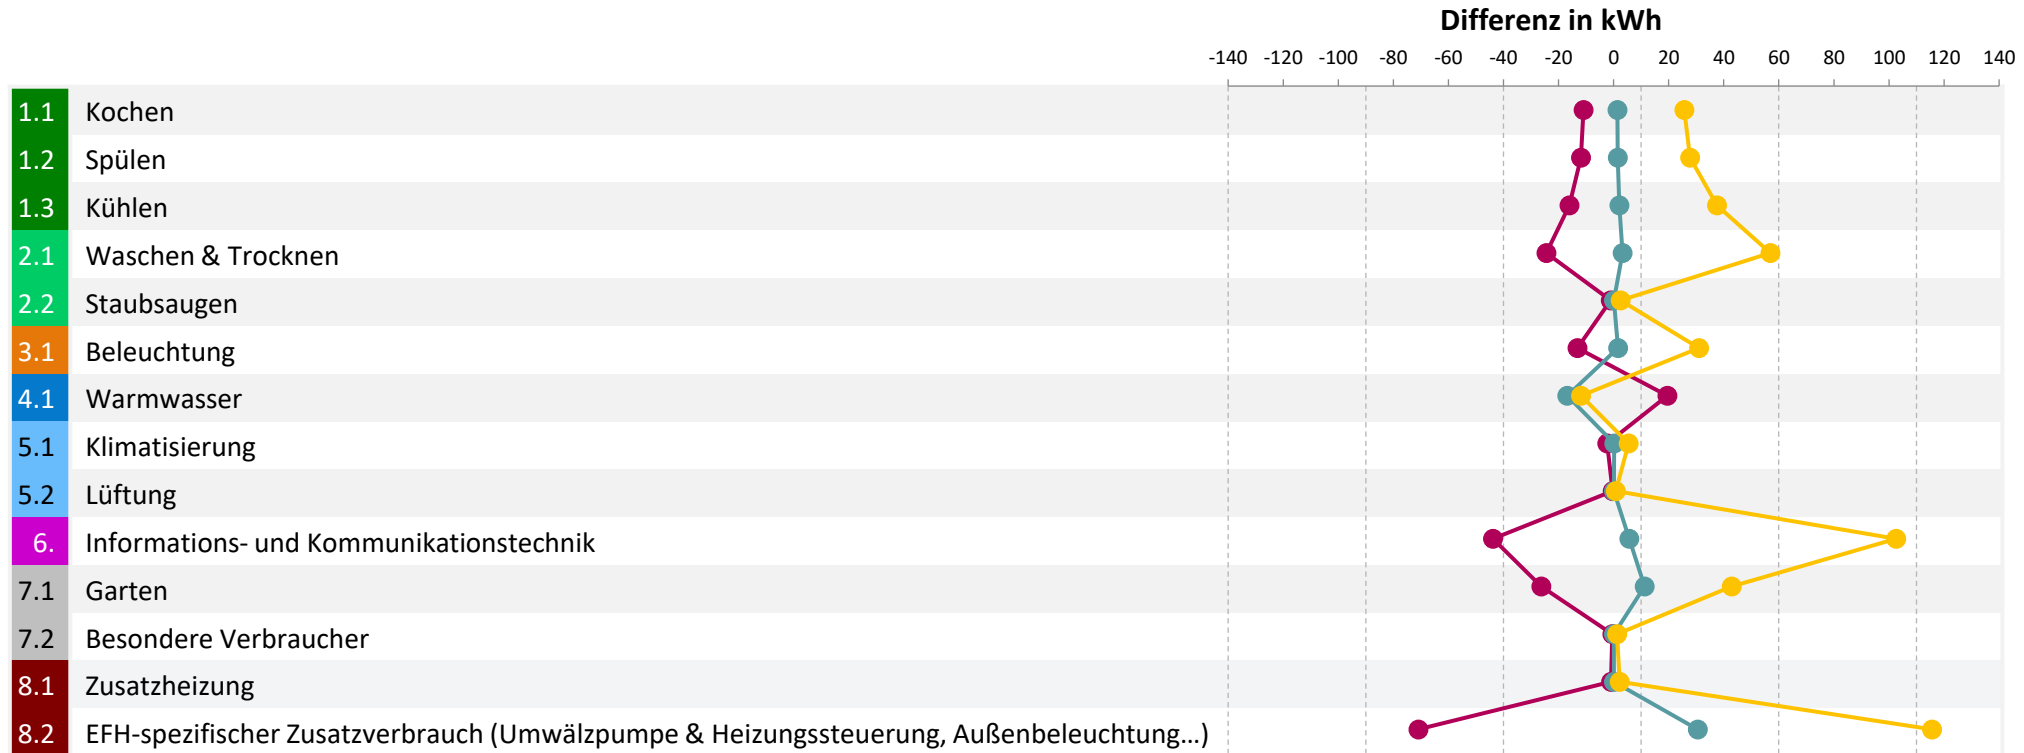 Differenz in kWh
-140 -120 -100 -80 -60 -40 -20 0 20 40 60 80 100 120 140
1.1 Kochen
1.2 Spülen
1.3 Kühlen
2.1 Waschen & Trocknen
2.2 Staubsaugen
3.1 Beleuchtung
4.1 Warmwasser
5.1 Klimatisierung
5.2 Lüftung
6. Informations- und Kommunikationstechnik
7.1 Garten
7.2 Besondere Verbraucher
8.1 Zusatzheizung
8.2 EFH-spezifischer Zusatzverbrauch (Umwälzpumpe & Heizungssteuerung, Außenbeleuchtung...)